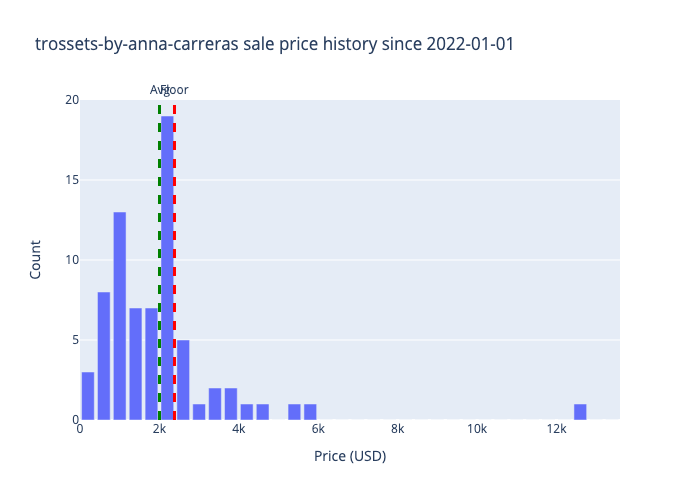 trossets-by-anna-carreras sale price history since 2022-01-01
Avg
Floor
20
15
10
5
0
Count
0
2k
4k
6k
8k
10k
12k
Price (USD)